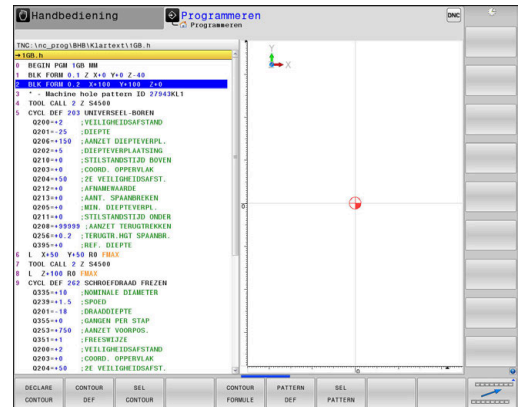 Handbediening
Programmeren
Programmeren
DNC
TNC:\nc_prog\BHB\Klartext\1GB.h
→1GB.h
0 BEGIN PGM 1GB MM
1 BLK FORM 0.1 Z X+0 Y+0 Z-40
2 BLK FORM 0.2 X+100 Y+100 Z+0
3 * - Machine hole pattern ID 27943KL1
4 TOOL CALL 2 Z S4500
5 CYCL DEF 203 UNIVERSEEL-BOREN
Q200=+2 ;VEILIGHEIDSAFSTAND
Q201=-25 ;DIEPTE
Q206=+150 ;AANZET DIEPTEVERPL.
Q202=+5 ;DIEPTEVERPLAATSING
Q210=+0 ;STILSTANDSTIJD BOVEN
Q203=+0 ;COORD. OPPERVLAK
Q204=+50 ;2E VEILIGHEIDSAFST.
Q212=+0 ;AFNAMEWAARDE
Q213=+0 ;AANT. SPAANBREKEN
Q205=+0 ;MIN. DIEPTEVERPL.
Q211=+0 ;STILSTANDSTIJD ONDER
Q208=+99999 ;AANZET TERUGTREKKEN
Q256=+0.2 ;TERUGTR.HGT SPAANBR.
Q395=+0 ;REF. DIEPTE
6 L X+50 Y+50 R0 FMAX
7 TOOL CALL 2 Z S4500
8 L Z+100 R0 FMAX
9 CYCL DEF 262 SCHROEFDRAAD FREZEN
Q335=+10 ;NOMINALE DIAMETER
Q239=+1.5 ;SPOED
Q201=-18 ;DRAADDIEPTE
Q355=+0 ;GANGEN PER STAP
Q253=+750 ;AANZET VOORPOS.
Q351=+1 ;FREESWIJZE
Q200=+2 ;VEILIGHEIDSAFSTAND
Q203=+0 ;COORD. OPPERVLAK
Q204=+50 ;2E VEILIGHEIDSAFST.
Y
X
0
0
DECLARE CONTOUR
CONTOUR DEF
SEL CONTOUR
CONTOUR FORMULE
PATTERN DEF
SEL PATTERN